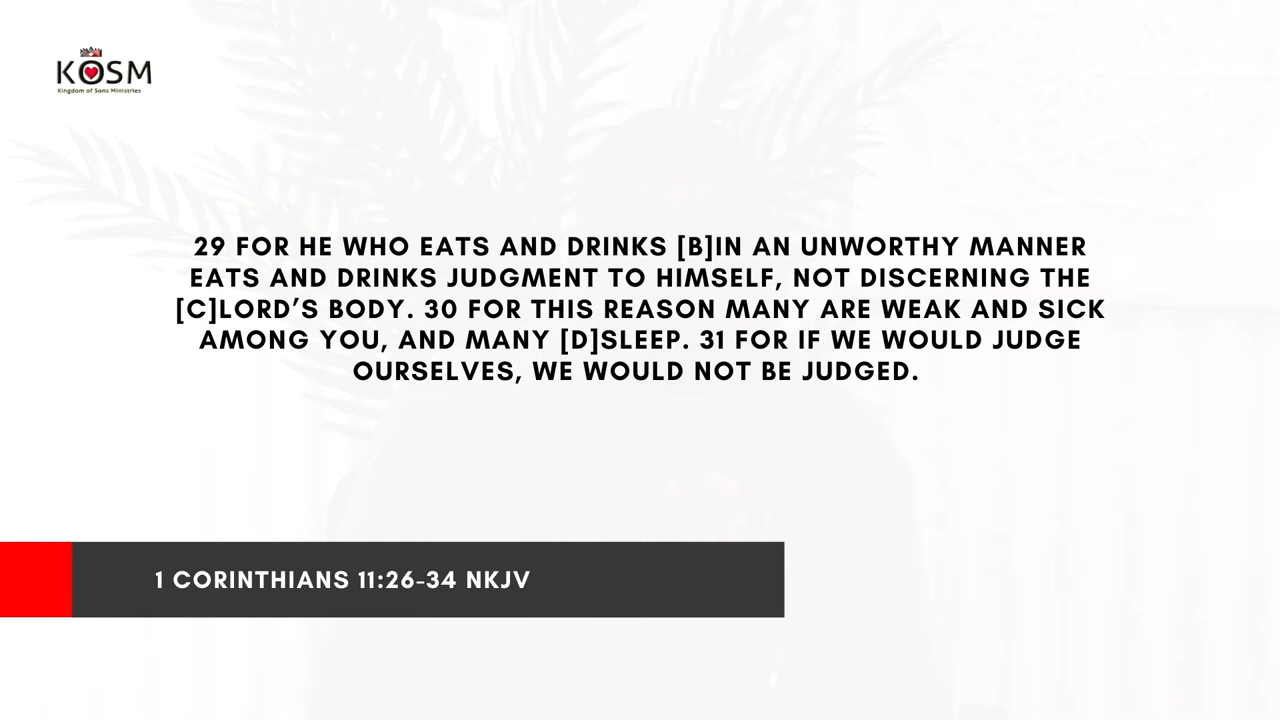 KOSM
Kingdom of Sons Ministries
29 FOR HE WHO EATS AND DRINKS [B]IN AN UNWORTHY MANNER
EATS AND DRINKS JUDGMENT TO HIMSELF, NOT DISCERNING THE
[C]LORD’S BODY. 30 FOR THIS REASON MANY ARE WEAK AND SICK
AMONG YOU, AND MANY [D]SLEEP. 31 FOR IF WE WOULD JUDGE
OURSELVES, WE WOULD NOT BE JUDGED.
1 CORINTHIANS 11:26-34 NKJV